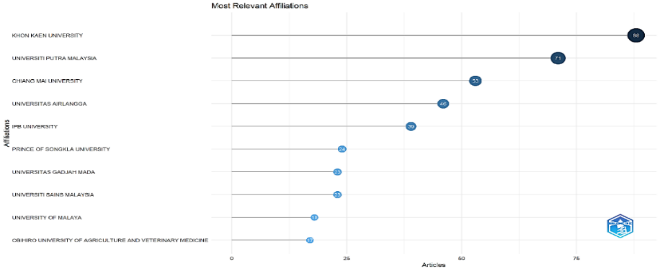 Most Relevant Affiliations
Affiliations
KHON KAEN UNIVERSITY
88
UNIVERSITI PUTRA MALAYSIA
71
CHIANG MAI UNIVERSITY
53
UNIVERSITAS AIRLANGGA
46
IPB UNIVERSITY
39
PRINCE OF SONGKLA UNIVERSITY
24
UNIVERSITAS GADJAH MADA
23
UNIVERSITI SAINS MALAYSIA
23
UNIVERSITY OF MALAYA
18
OBIHIRO UNIVERSITY OF AGRICULTURE AND VETERINARY MEDICINE
17
0 25 50 75
Articles